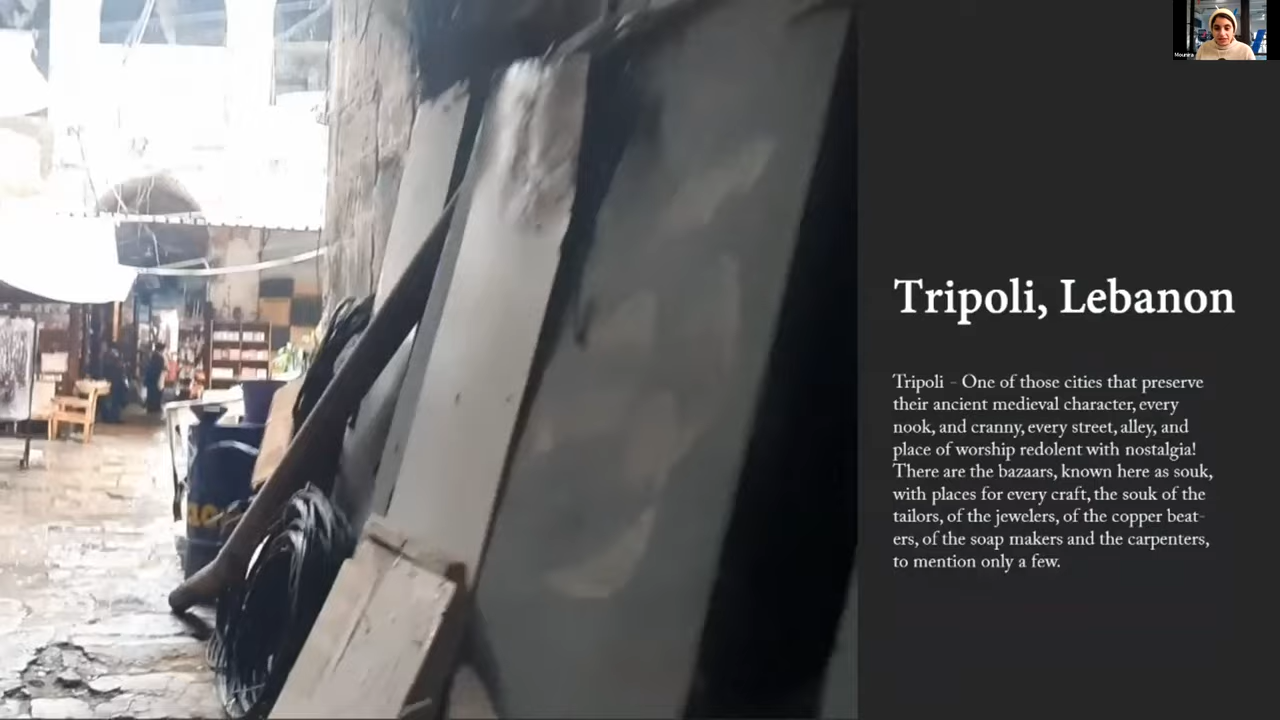 Mounira
Tripoli, Lebanon
Tripoli - One of those cities that preserve
their ancient medieval character, every
nook, and cranny, every street, alley, and
place of worship redolent with nostalgia!
There are the bazaars, known here as souk,
with places for every craft, the souk of the
tailors, of the jewelers, of the copper beat-
ers, of the soap makers and the carpenters,
to mention only a few.